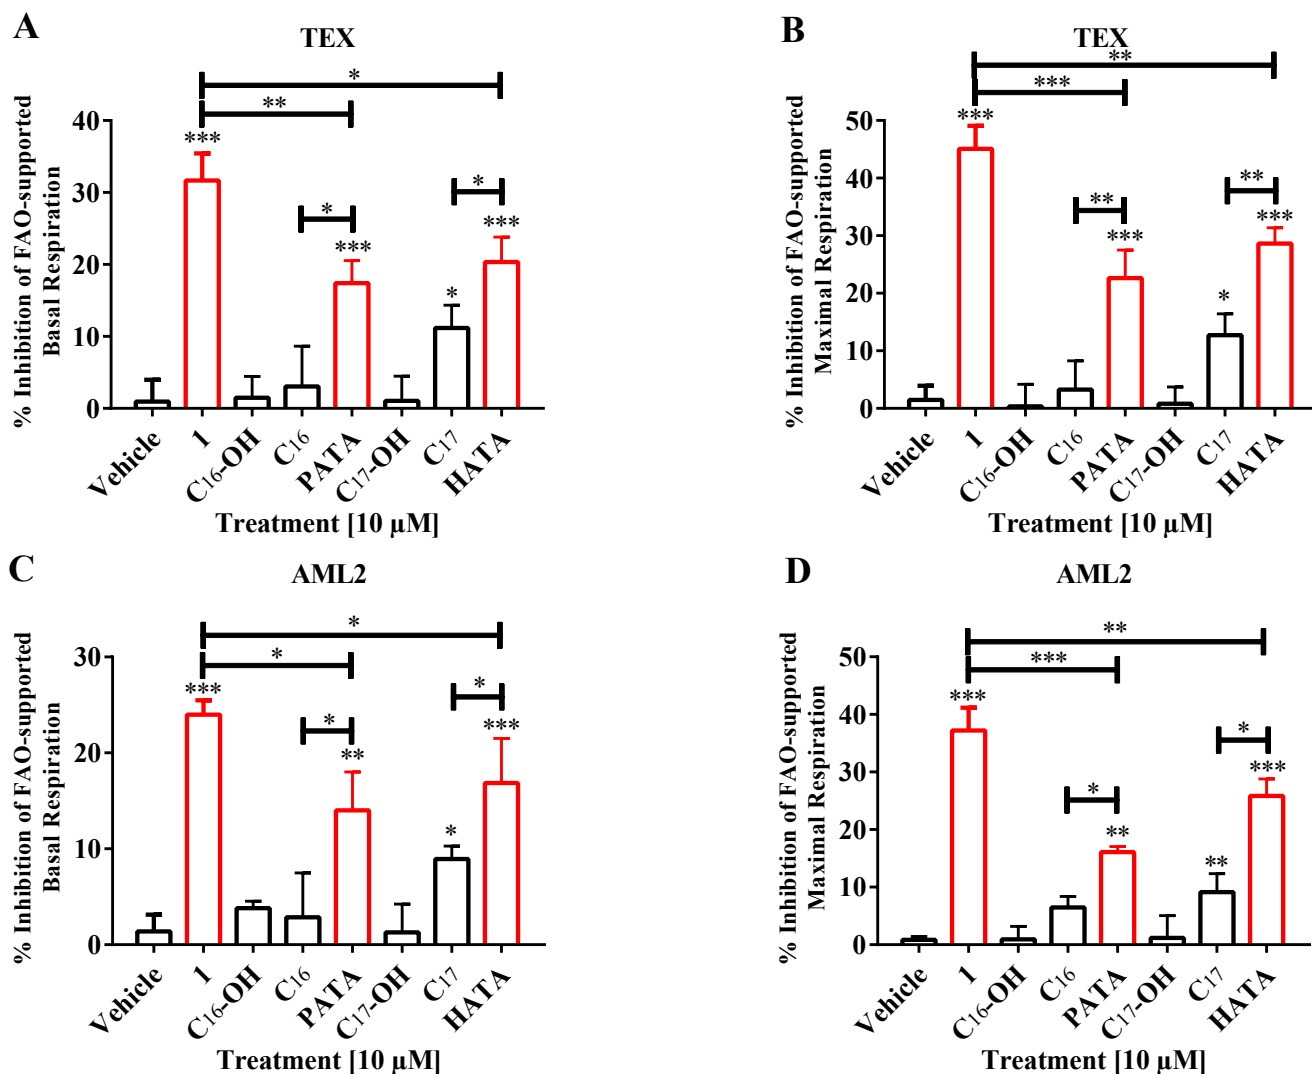 A
TEX
% Inhibition of FAO-supported
Basal Respiration
40
30
20
10
0
*
**
***
*
***
*
*
***
Vehicle
1
C16-OH
C16
PATA
C17-OH
C17
HATA
Treatment [10 µM]
B
TEX
% Inhibition of FAO-supported
Maximal Respiration
50
40
30
20
10
0
**
***
***
**
***
*
**
***
Vehicle
1
C16-OH
C16
PATA
C17-OH
C17
HATA
Treatment [10 µM]
C
AML2
% Inhibition of FAO-supported
Basal Respiration
30
20
10
0
*
*
***
*
**
*
*
***
Vehicle
1
C16-OH
C16
PATA
C17-OH
C17
HATA
Treatment [10 µM]
D
AML2
% Inhibition of FAO-supported
Maximal Respiration
50
40
30
20
10
0
**
***
***
*
**
**
*
***
Vehicle
1
C16-OH
C16
PATA
C17-OH
C17
HATA
Treatment [10 µM]